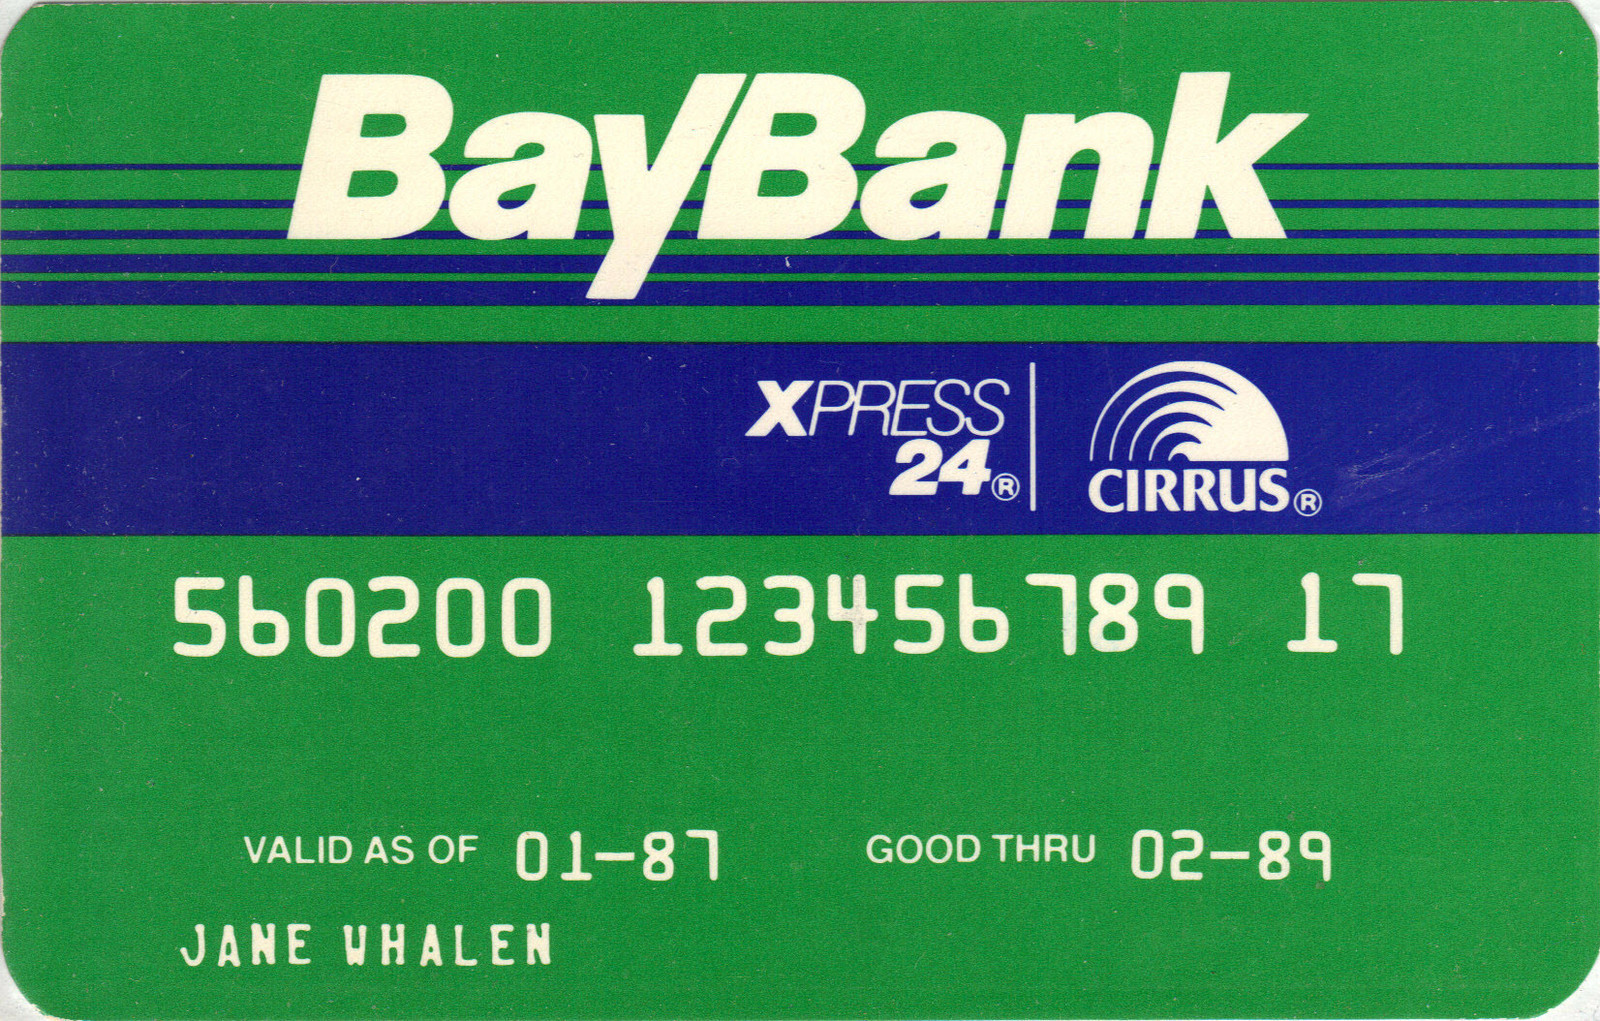 BayBank
XPRESS
24®
CIRRUS®
560200 123456789 17
VALID AS OF 01-87 GOOD THRU 02-89
JANE WHALEN